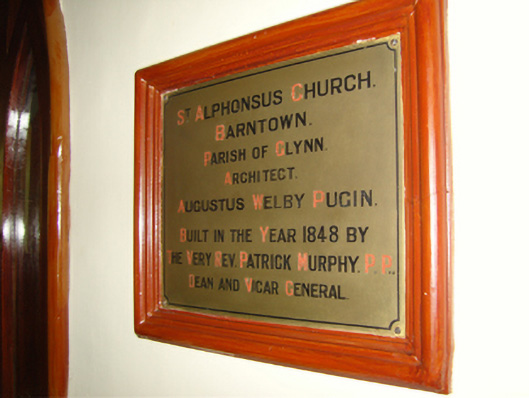 ST ALPHONSUS CHURCH.
BARNTOWN.
PARISH OF GLYNN.
ARCHITECT.
AUGUSTUS WELBY PUGIN.
BUILT IN THE YEAR 1848 BY
THE VERY REV. PATRICK MURPHY. P.P.,
DEAN AND VICAR GENERAL.